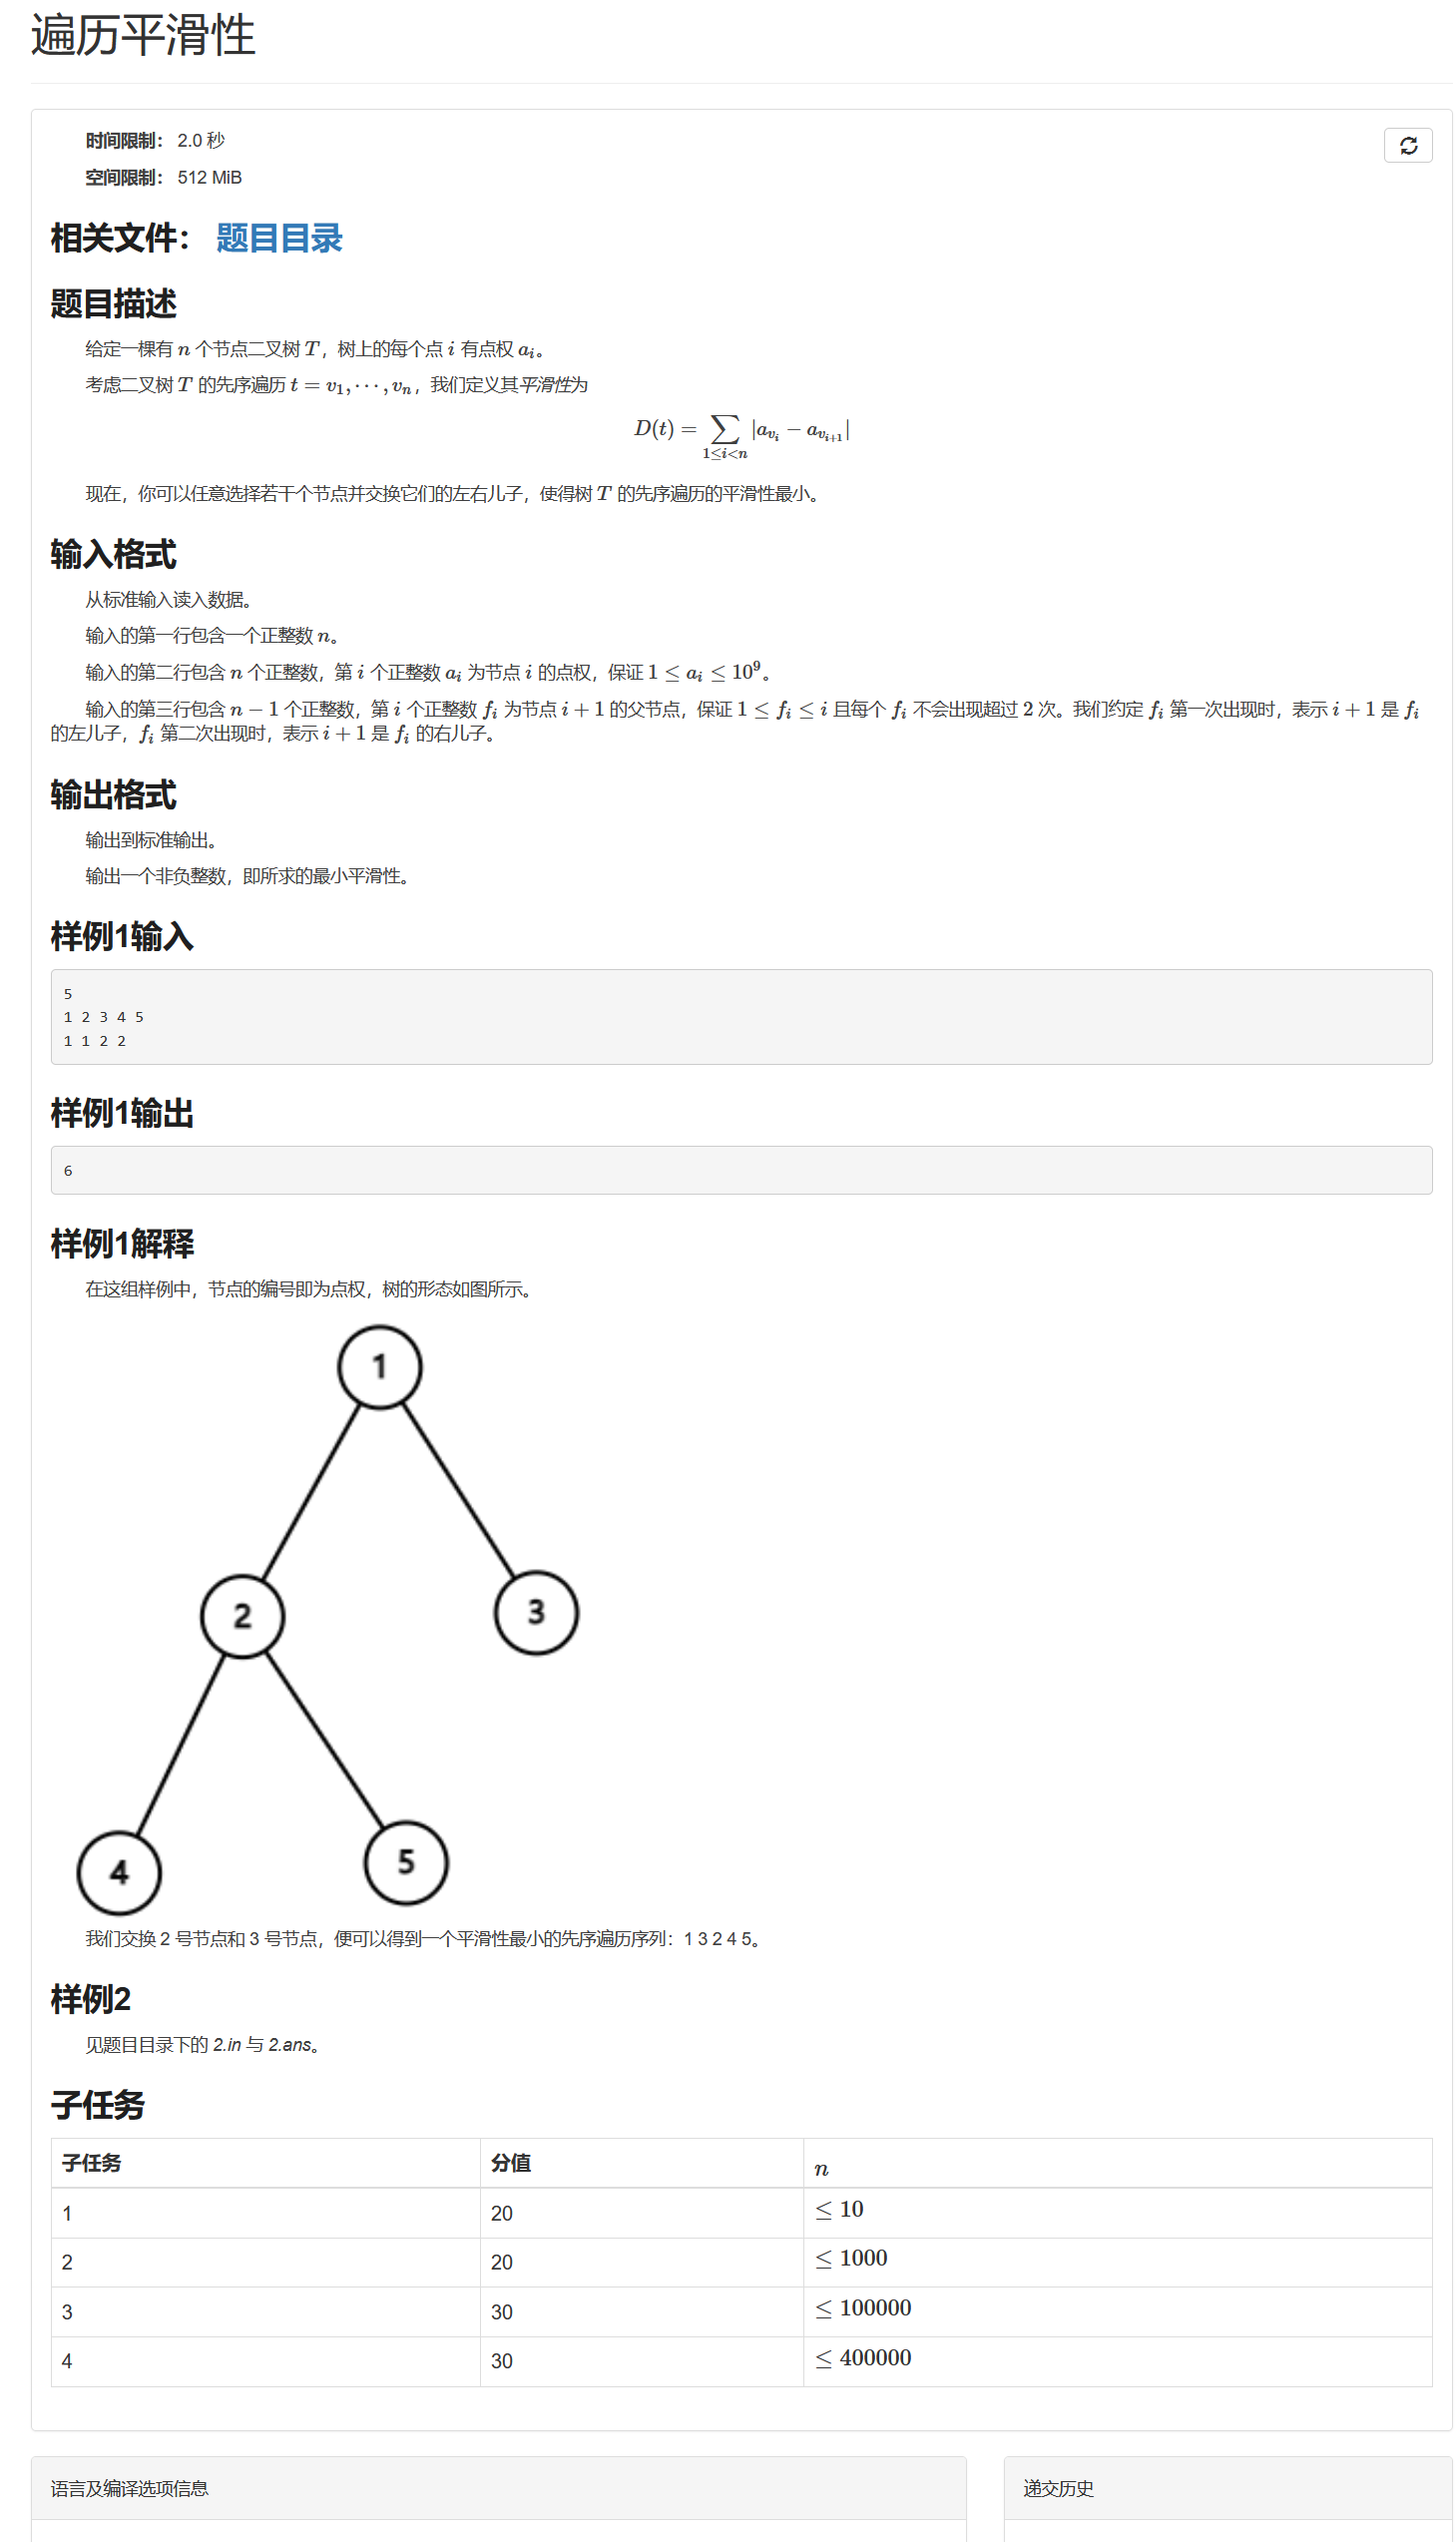 遍历平滑性
时间限制： 2.0 秒
空间限制： 512 MiB
相关文件： 题目目录
题目描述
给定一棵有 n 个节点二叉树 T，树上的每个点 i 有点权 a_i。
考虑二叉树 T 的先序遍历 t = v_1, ⋯, v_n，我们定义其平滑性为
D(t) = ∑_{1≤i<n} |a_{v_i} − a_{v_{i+1}}|
现在，你可以任意选择若干个节点并交换它们的左右儿子，使得树 T 的先序遍历的平滑性最小。
输入格式
从标准输入读入数据。
输入的第一行包含一个正整数 n。
输入的第二行包含 n 个正整数，第 i 个正整数 a_i 为节点 i 的点权，保证 1 ≤ a_i ≤ 10^9。
输入的第三行包含 n − 1 个正整数，第 i 个正整数 f_i 为节点 i + 1 的父节点，保证 1 ≤ f_i ≤ i 且每个 f_i 不会出现超过 2 次。我们约定 f_i 第一次出现时，表示 i + 1 是 f_i
的左儿子，f_i 第二次出现时，表示 i + 1 是 f_i 的右儿子。
输出格式
输出到标准输出。
输出一个非负整数，即所求的最小平滑性。
样例1输入
5
1 2 3 4 5
1 1 2 2
样例1输出
6
样例1解释
在这组样例中，节点的编号即为点权，树的形态如图所示。
1
2
3
4
5
我们交换 2 号节点和 3 号节点，便可以得到一个平滑性最小的先序遍历序列：1 3 2 4 5。
样例2
见题目目录下的 2.in 与 2.ans。
子任务
子任务 分值 n
1 20 ≤ 10
2 20 ≤ 1000
3 30 ≤ 100000
4 30 ≤ 400000
语言及编译选项信息 递交历史